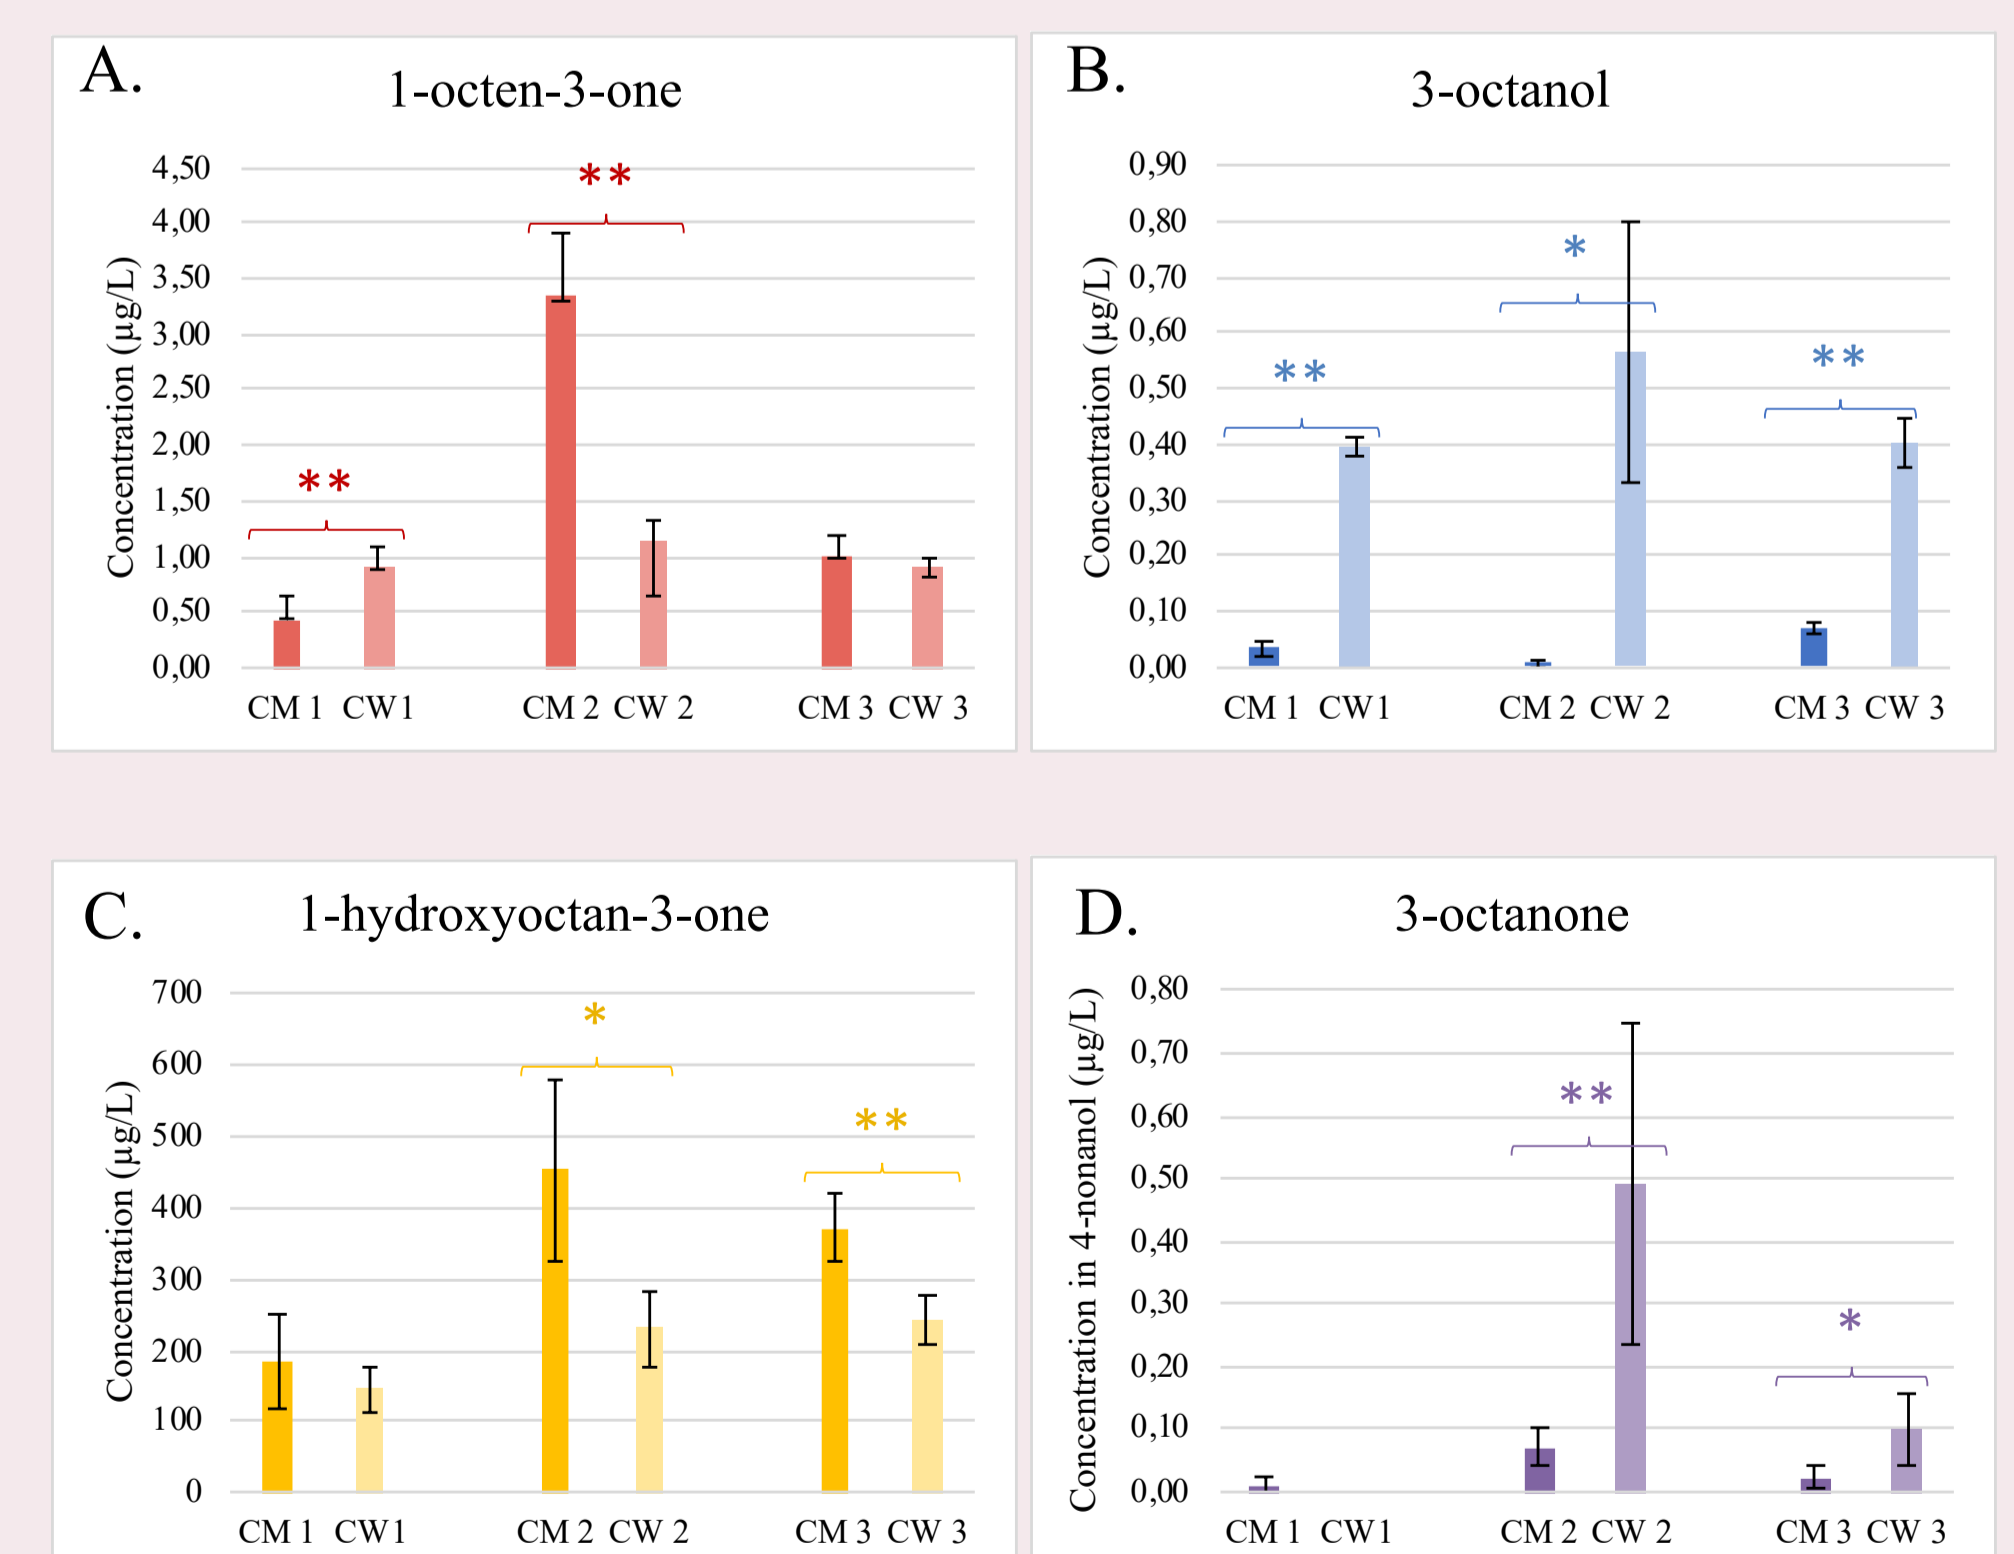 A.
1-octen-3-one
Concentration (µg/L)
4,50
4,00
3,50
3,00
2,50
2,00
1,50
1,00
0,50
0,00
**
**
CM 1 CW1 CM 2 CW 2 CM 3 CW 3
B.
3-octanol
Concentration (µg/L)
0,90
0,80
0,70
0,60
0,50
0,40
0,30
0,20
0,10
0,00
**
*
**
CM 1 CW1 CM 2 CW 2 CM 3 CW 3
C.
1-hydroxyoctan-3-one
Concentration (µg/L)
700
600
500
400
300
200
100
0
*
**
CM 1 CW1 CM 2 CW 2 CM 3 CW 3
D.
3-octanone
Concentration in 4-nonanol (µg/L)
0,80
0,70
0,60
0,50
0,40
0,30
0,20
0,10
0,00
**
*
CM 1 CW1 CM 2 CW 2 CM 3 CW 3